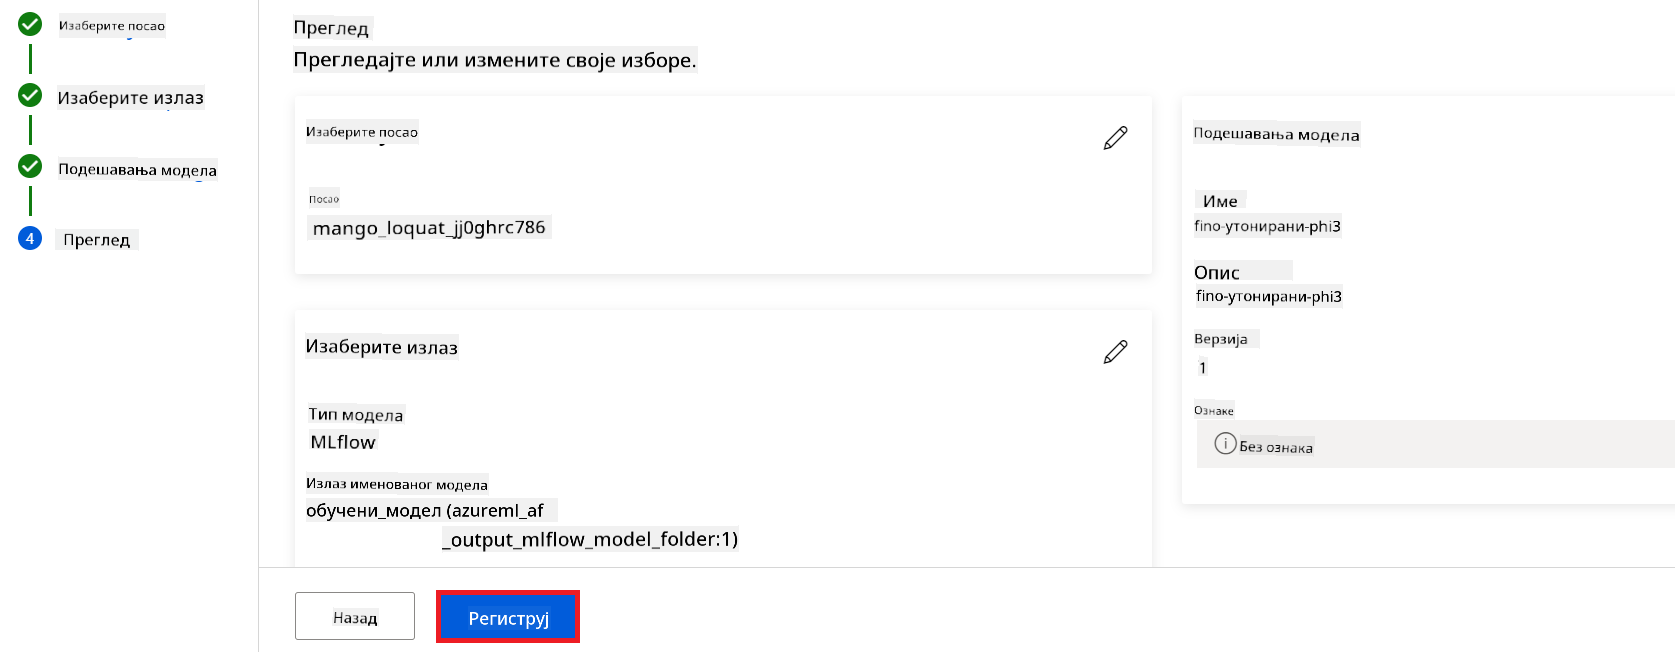 Изаберите посао
Изаберите излаз
Подешавања модела
4
Преглед
Преглед
Прегледајте или измените своје изборе.
Изаберите посао
Посао
mango_loquat_jj0ghrc786
Изаберите излаз
Тип модела
MLflow
Излаз именованог модела
обучени_модел (azureml_af
_output_mlflow_model_folder:1)
Подешавања модела
Име
fino-утонирани-phi3
Опис
fino-утонирани-phi3
Верзија
1
Ознаке
Без ознака
Назад
Региструј